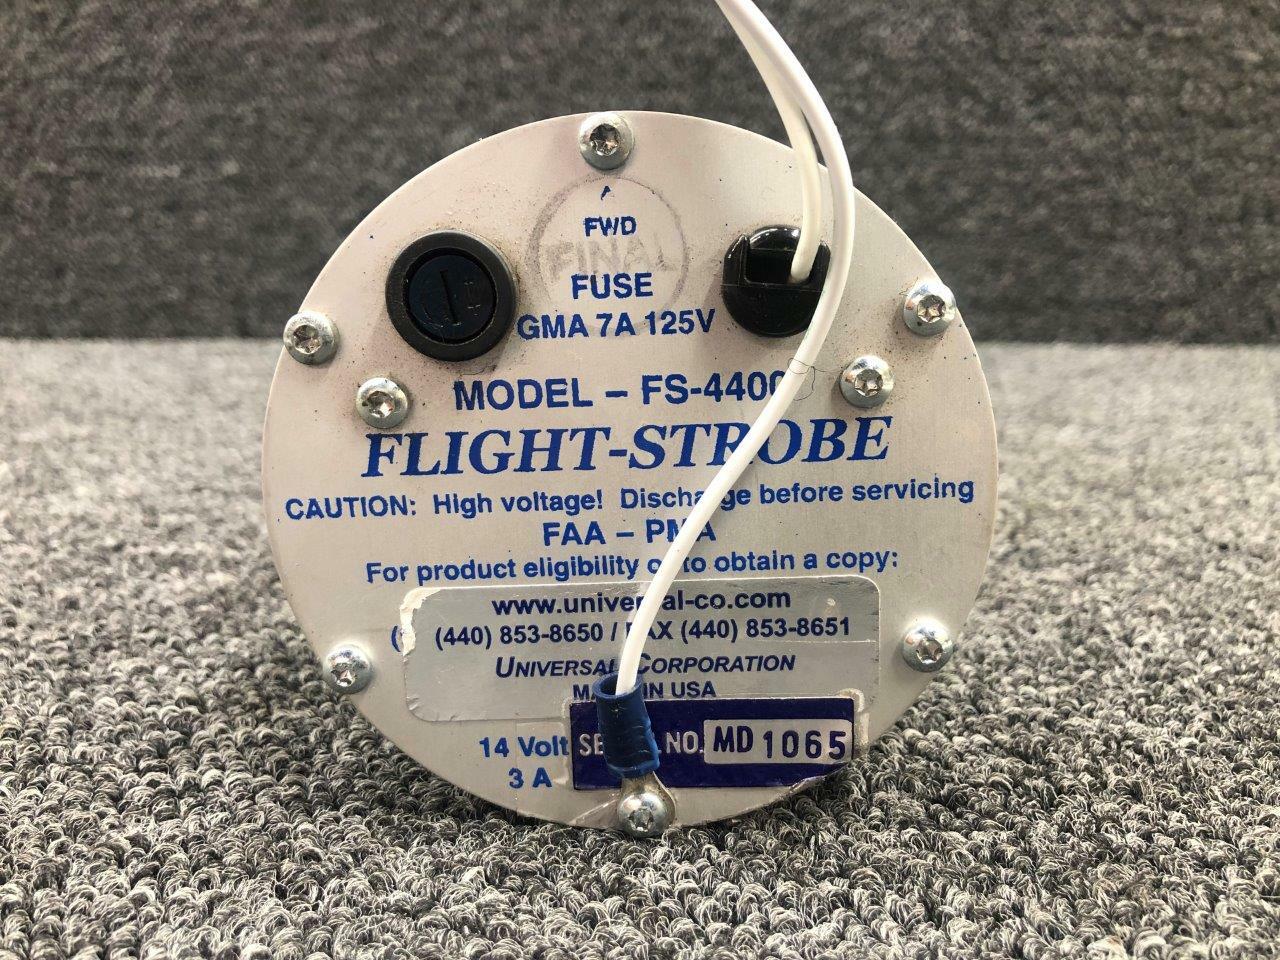 FWD
FINAL
FUSE
GMA 7A 125V
MODEL – FS-4400
FLIGHT-STROBE
CAUTION: High voltage! Discharge before servicing
FAA – PMA
For product eligibility or to obtain a copy:
www.universal-co.com
(440) 853-8650 / FAX (440) 853-8651
UNIVERSAL CORPORATION
MADE IN USA
14 Volt
3 A
SERIAL NO. MD 1065